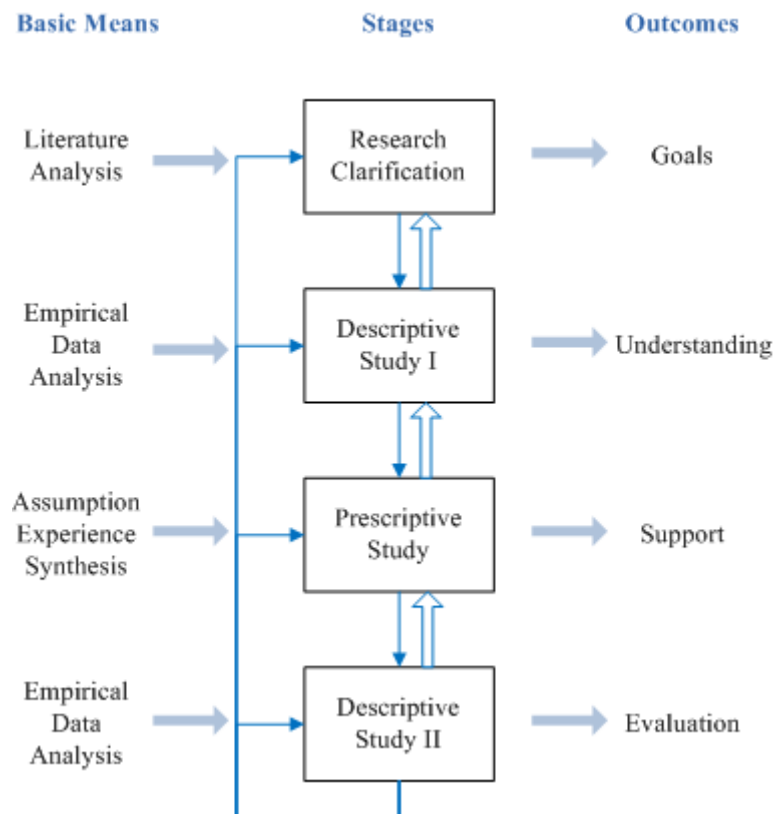 Basic Means
Stages
Outcomes
Literature
Analysis
Research
Clarification
Goals
Empirical
Data
Analysis
Descriptive
Study I
Understanding
Assumption
Experience
Synthesis
Prescriptive
Study
Support
Empirical
Data
Analysis
Descriptive
Study II
Evaluation